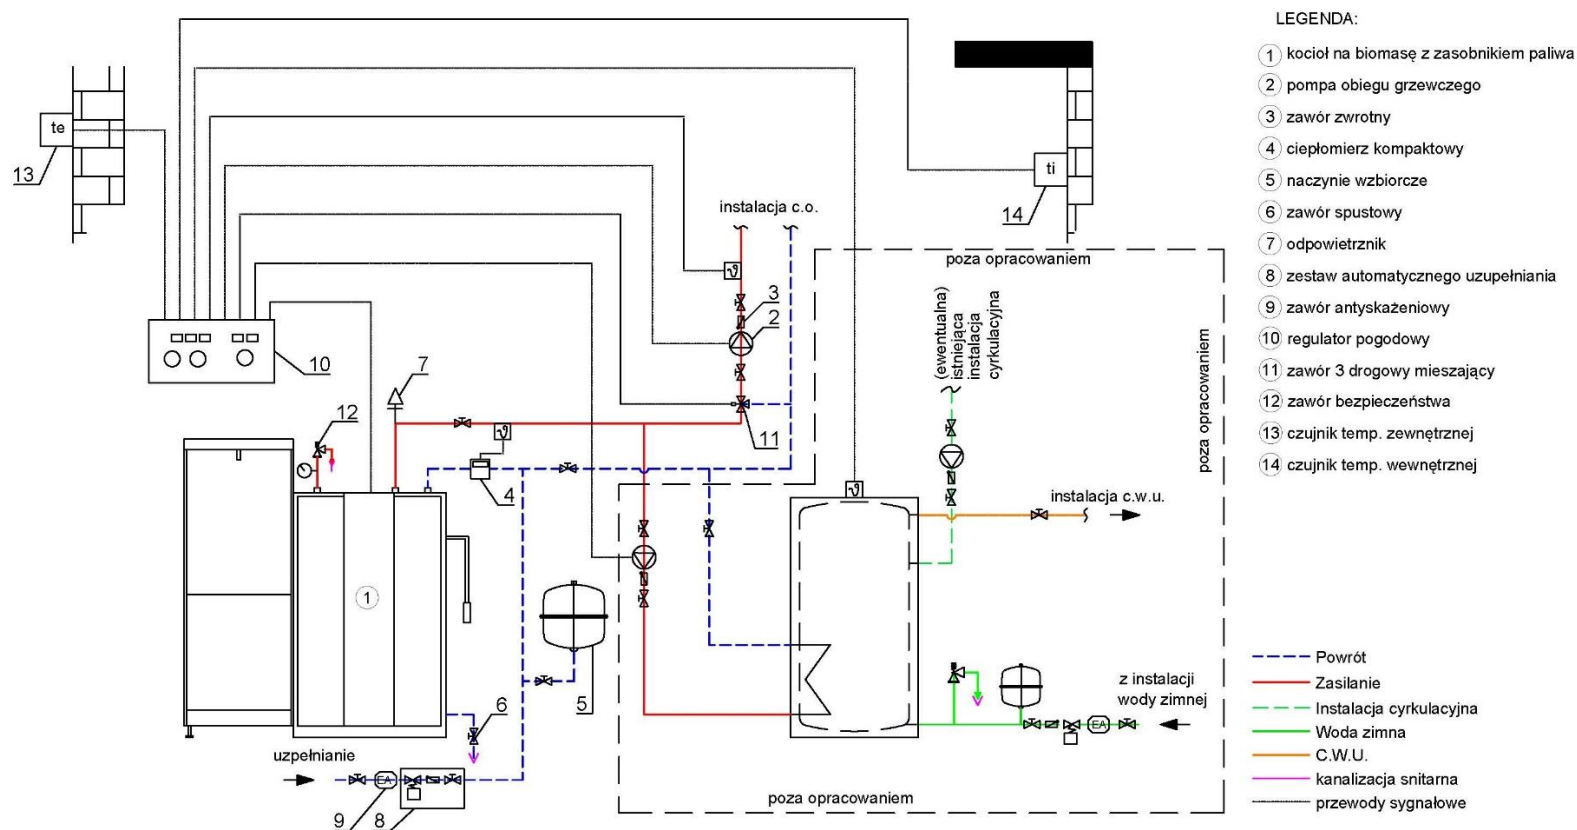 LEGENDA:
1 kocioł na biomasę z zasobnikiem paliwa
2 pompa obiegu grzewczego
3 zawór zwrotny
4 ciepłomierz kompaktowy
5 naczynie wzbiorcze
6 zawór spustowy
7 odpowietrznik
8 zestaw automatycznego uzupełniania
9 zawór antyskażeniowy
10 regulator pogodowy
11 zawór 3 drogowy mieszający
12 zawór bezpieczeństwa
13 czujnik temp. zewnętrznej
14 czujnik temp. wewnętrznej
te
13
ti
14
instalacja c.o.
ϑ
3
2
11
10
7
12
ϑ
4
1
5
6
uzpełnianie
EA
9
8
poza opracowaniem
poza opracowaniem
poza opracowaniem
(ewentualna)
istniejąca
instalacja
cyrkulacyjna
ϑ
instalacja c.w.u.
z instalacji
wody zimnej
EA
Powrót
Zasilanie
Instalacja cyrkulacyjna
Woda zimna
C.W.U.
kanalizacja snitarna
przewody sygnałowe